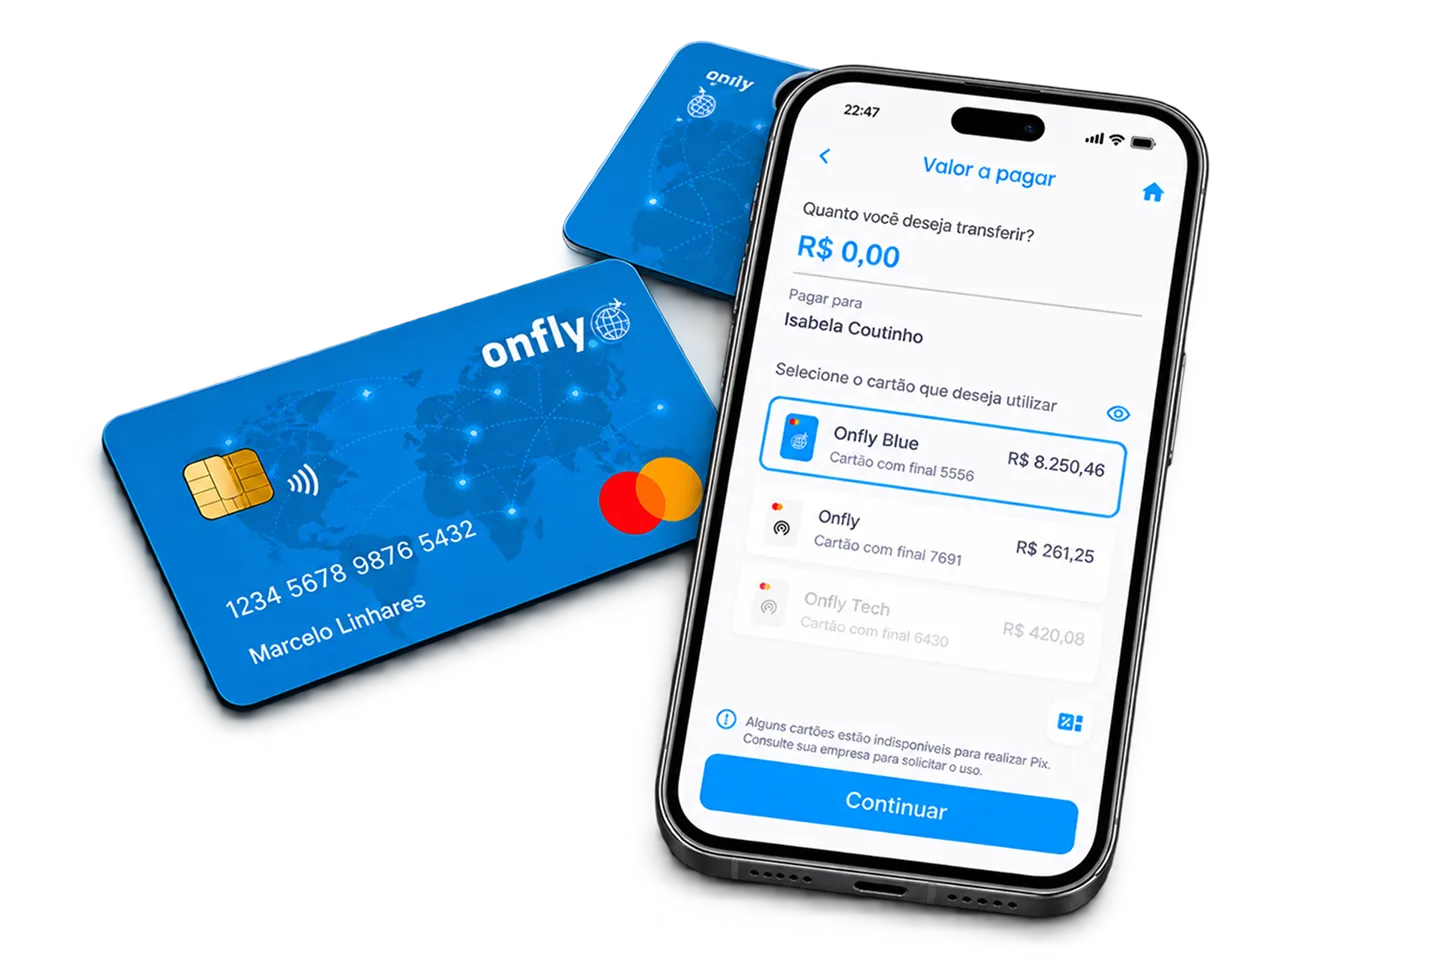 onfly
onfly
1234 5678 9876 5432
Marcelo Linhares
22:47
Valor a pagar
Quanto você deseja transferir?
R$ 0,00
Pagar para
Isabela Coutinho
Selecione o cartão que deseja utilizar
Onfly Blue
Cartão com final 5556
R$ 8.250,46
Onfly
Cartão com final 7691
R$ 261,25
Onfly Tech
Cartão com final 6430
R$ 420,08
Alguns cartões estão indisponíveis para realizar Pix.
Consulte sua empresa para solicitar o uso.
Continuar